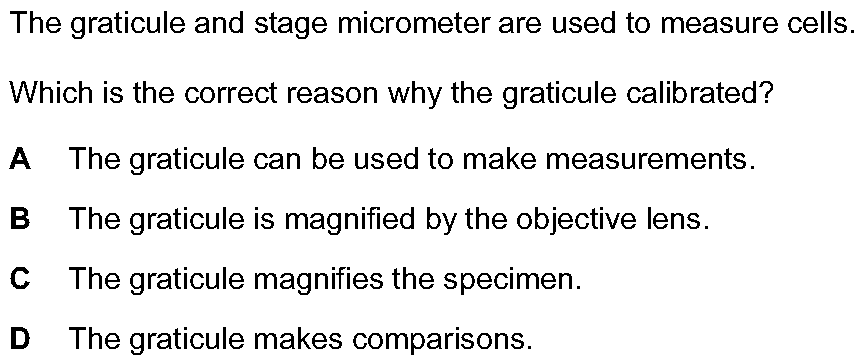 The graticule and stage micrometer are used to measure cells.
Which is the correct reason why the graticule calibrated?
A The graticule can be used to make measurements.
B The graticule is magnified by the objective lens.
C The graticule magnifies the specimen.
D The graticule makes comparisons.